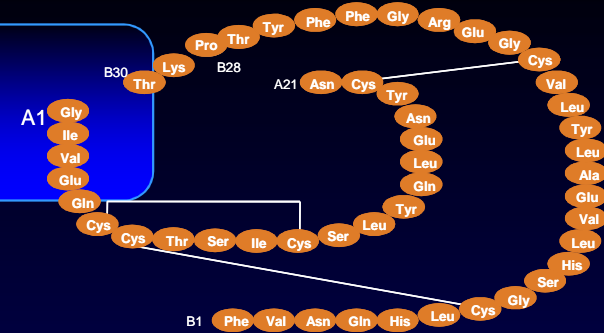 A1
Gly
Ile
Val
Glu
Gln
Cys
Cys
Thr
Ser
Ile
Cys
Ser
Leu
Tyr
Gln
Leu
Glu
Asn
Tyr
Cys
Asn
A21
B1
Phe
Val
Asn
Gln
His
Leu
Cys
Gly
Ser
His
Leu
Val
Glu
Ala
Leu
Tyr
Leu
Val
Cys
Gly
Glu
Arg
Gly
Phe
Phe
Tyr
Thr
Pro
B28
Lys
Thr
B30